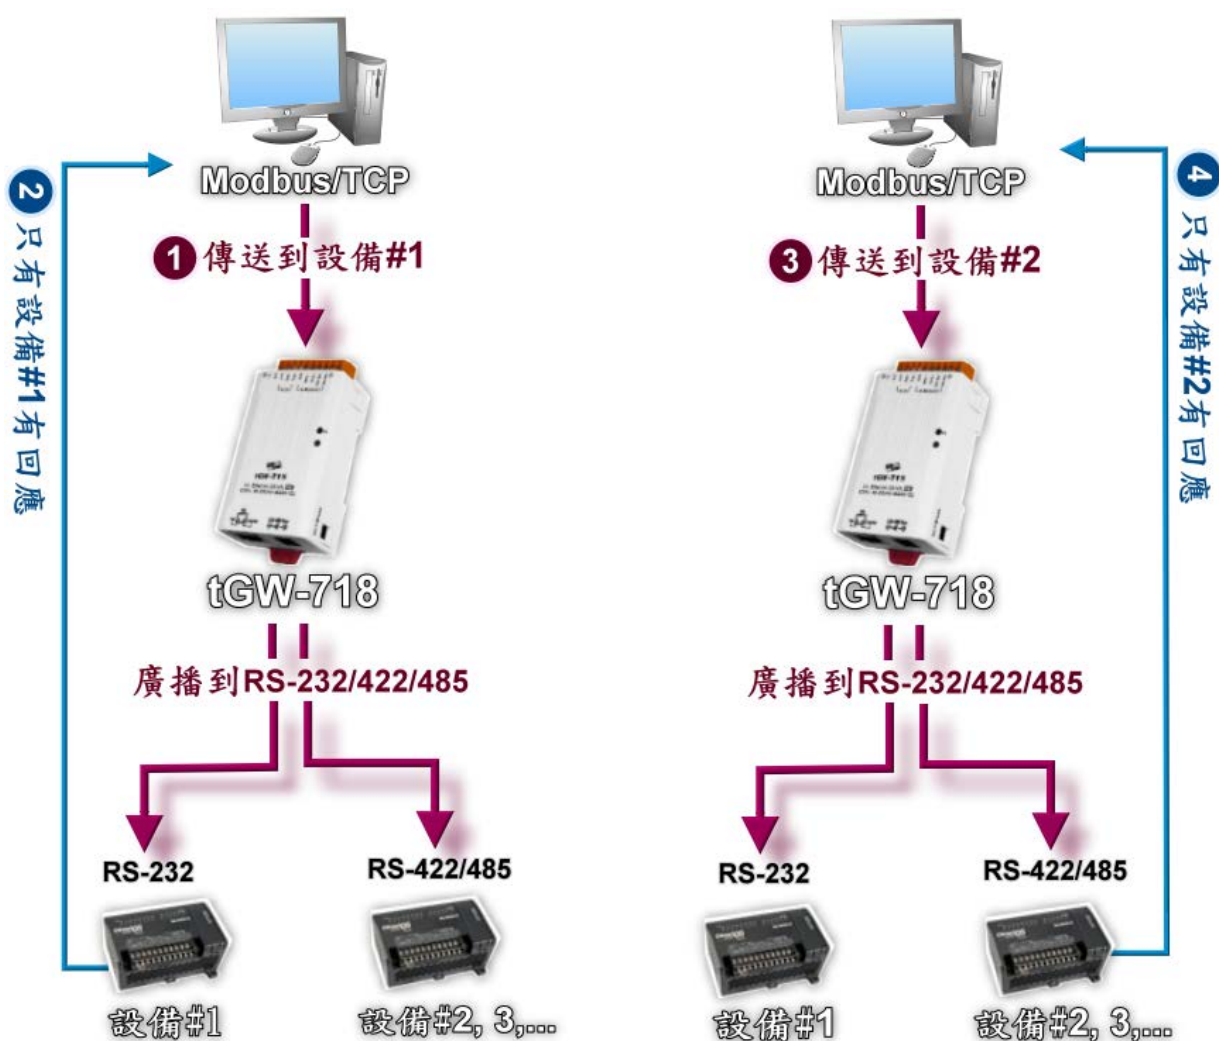 Modbus/TCP
1 傳送到設備#1
2 只有設備#1有回應
tGW-718
廣播到RS-232/422/485
RS-232
RS-422/485
設備#1
設備#2, 3,...
Modbus/TCP
3 傳送到設備#2
4 只有設備#2有回應
tGW-718
廣播到RS-232/422/485
RS-232
RS-422/485
設備#1
設備#2, 3,...